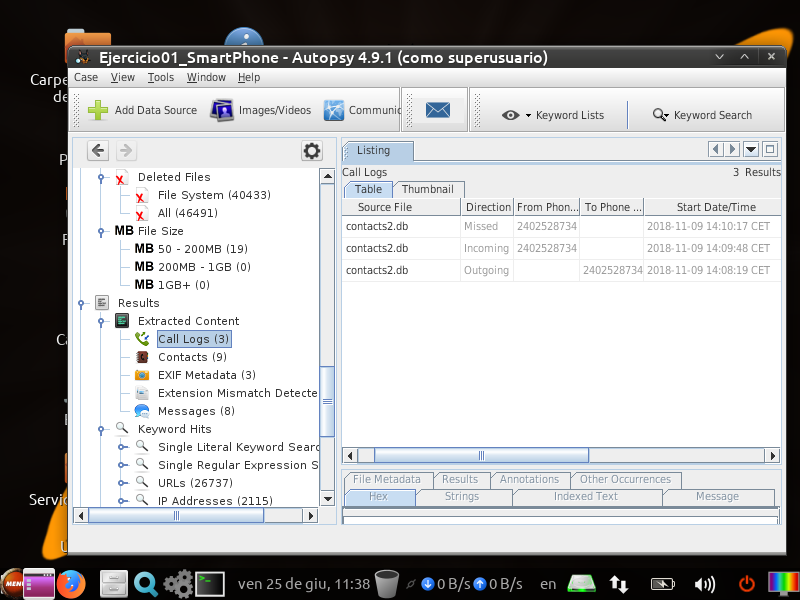 Ejercicio01_SmartPhone - Autopsy 4.9.1 (como superusuario)
Case View Tools Window Help
Add Data Source Images/Videos Communic Keyword Lists Keyword Search
Carpe
de
Servic
Deleted Files
File System (40433)
All (46491)
MB File Size
MB 50 - 200MB (19)
MB 200MB - 1GB (0)
MB 1GB+ (0)
Results
Extracted Content
Call Logs (3)
Contacts (9)
EXIF Metadata (3)
Extension Mismatch Detecte
Messages (8)
Keyword Hits
Single Literal Keyword Searc
Single Regular Expression S
URLs (26737)
IP Addresses (2115)
Listing
Call Logs 3 Results
Table Thumbnail
Source File Direction From Phon... To Phone ... Start Date/Time
contacts2.db Missed 2402528734 2018-11-09 14:10:17 CET
contacts2.db Incoming 2402528734 2018-11-09 14:09:48 CET
contacts2.db Outgoing 2402528734 2018-11-09 14:08:19 CET
File Metadata Results Annotations Other Occurrences
Hex Strings Indexed Text Message
MENU ven 25 de giu, 11:38 0 B/s 0 B/s en